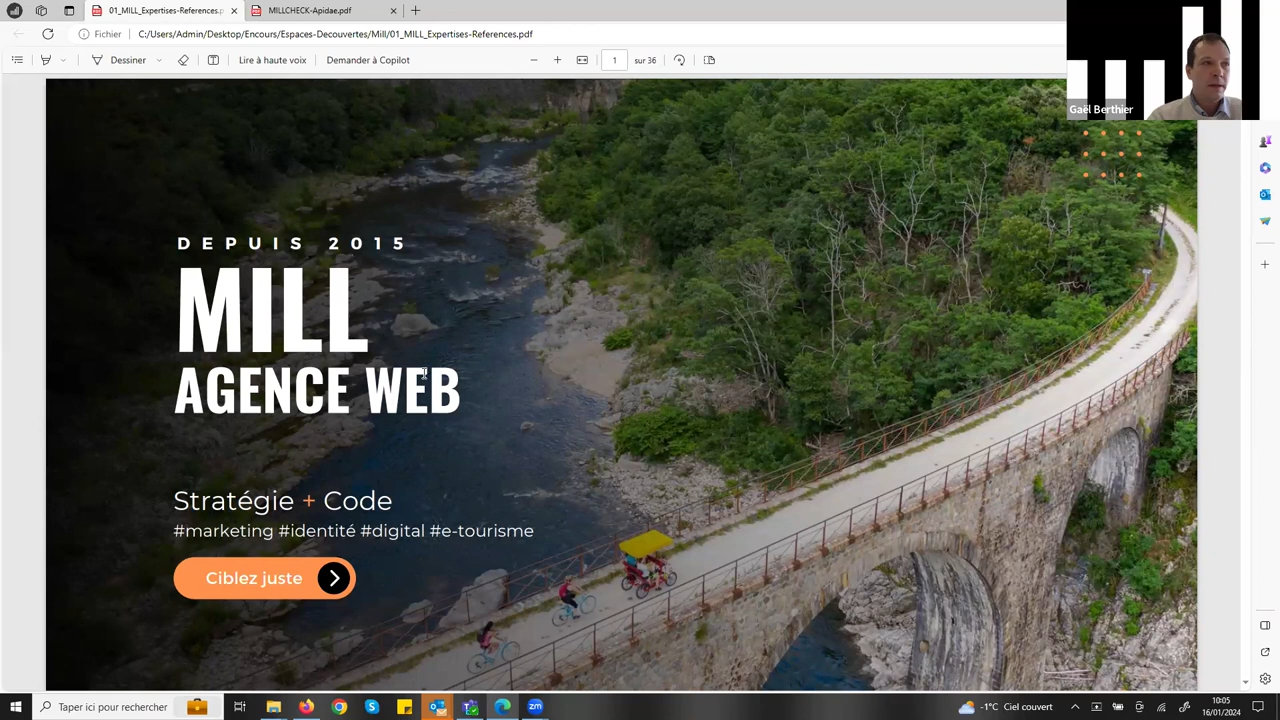 01_MILL_Expertises-References.p
MILLCHECK-Apidae.pdf
Fichier
C:/Users/Admin/Desktop/Encours/Espaces-Decouvertes/Mill/01_MILL_Expertises-References.pdf
Dessiner
Lire à haute voix
Demander à Copilot
1
sur 36
Gaël Berthier
DEPUIS 2015
MILL
AGENCE WEB
Stratégie + Code
#marketing #identité #digital #e-tourisme
Ciblez juste
Taper ici pour rechercher
zm
-1°C Ciel couvert
10:05
16/01/2024